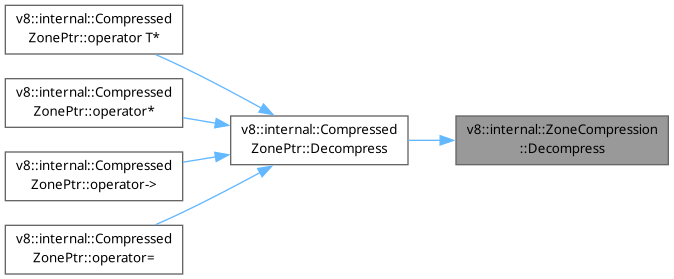 v8::internal::Compressed
ZonePtr::operator T*
v8::internal::Compressed
ZonePtr::operator*
v8::internal::Compressed
ZonePtr::operator->
v8::internal::Compressed
ZonePtr::operator=
v8::internal::Compressed
ZonePtr::Decompress
v8::internal::ZoneCompression
::Decompress